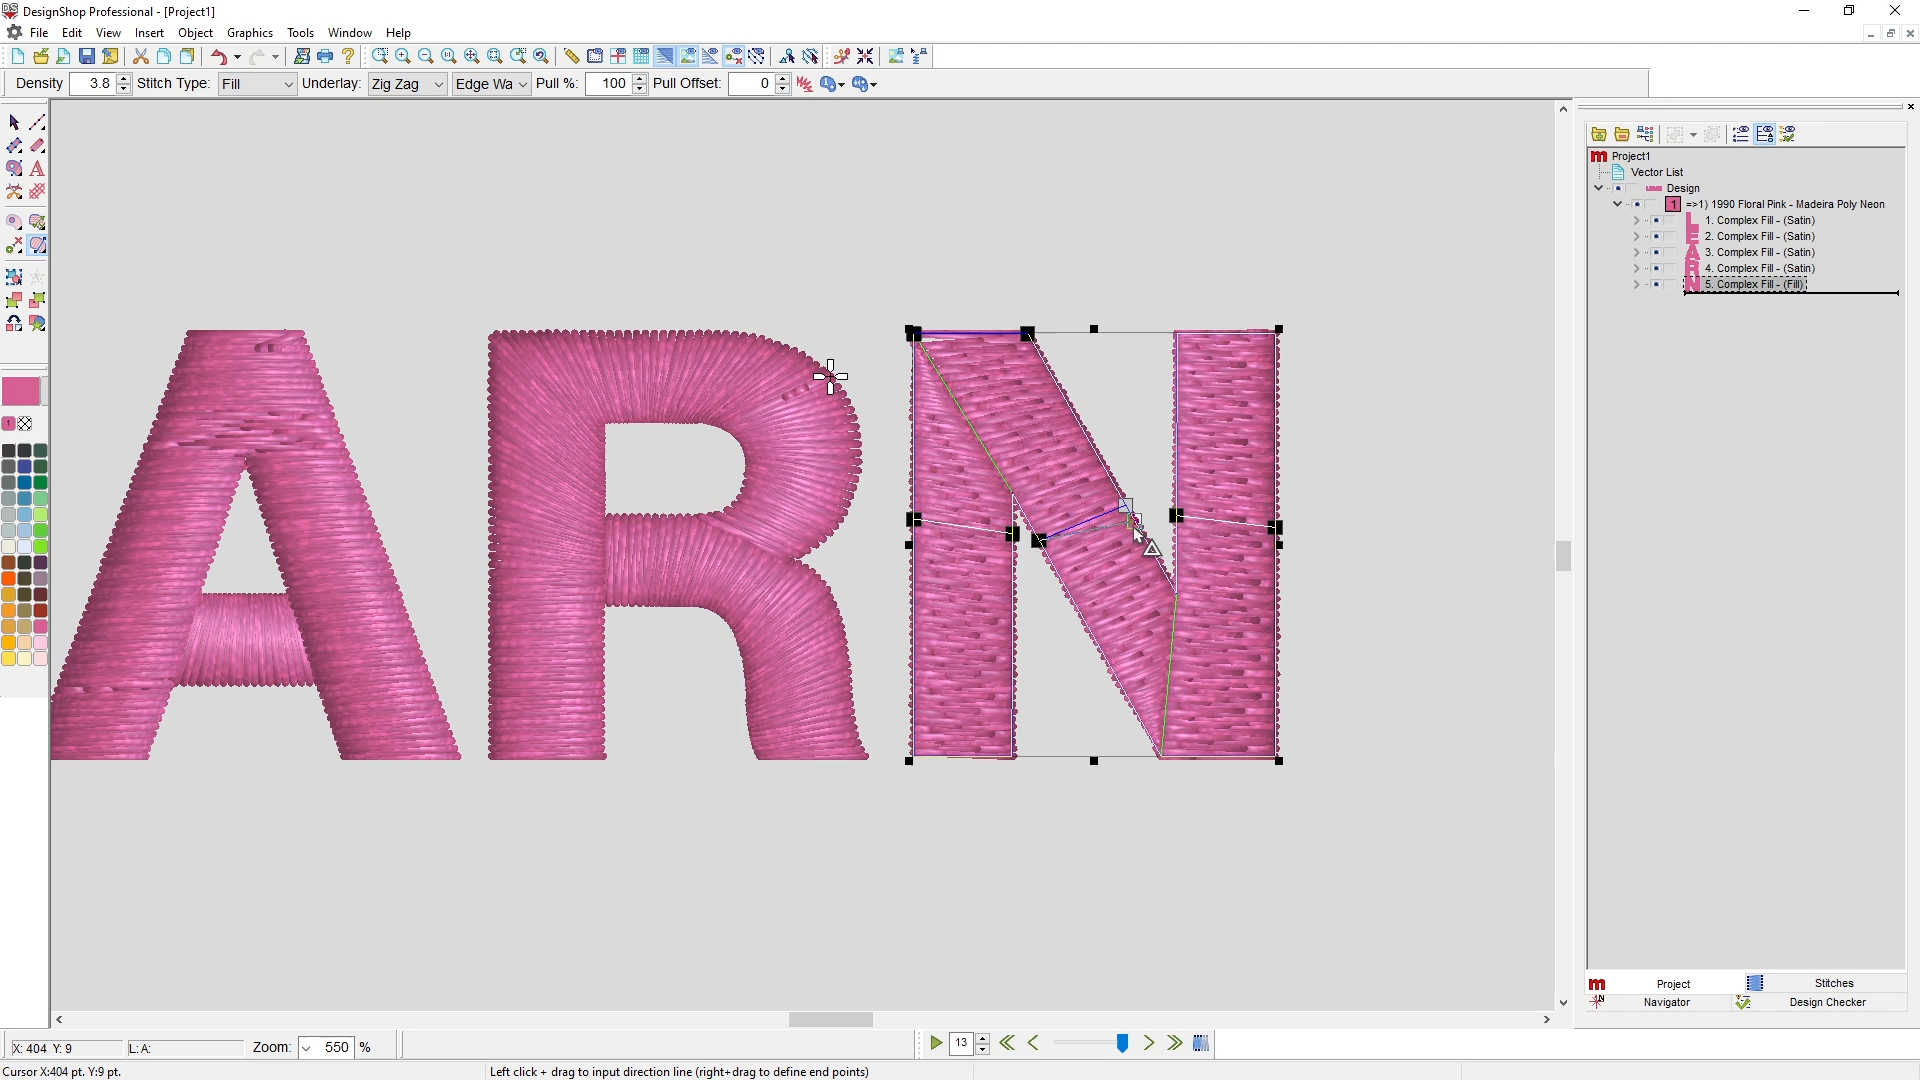 DesignShop Professional - [Project1]
File Edit View Insert Object Graphics Tools Window Help
Density 3.8 Stitch Type: Fill Underlay: Zig Zag Edge Wa Pull %: 100 Pull Offset: 0
Project1
Vector List
Design
1 =>1) 1990 Floral Pink - Madeira Poly Neon
1. Complex Fill - (Satin)
2. Complex Fill - (Satin)
3. Complex Fill - (Satin)
4. Complex Fill - (Satin)
5. Complex Fill - (Fill)
1
ARN
Project Stitches
Navigator Design Checker
X: 404 Y: 9 L: A: Zoom: 550 % 13
Cursor X:404 pt. Y:9 pt. Left click + drag to input direction line (right+drag to define end points)